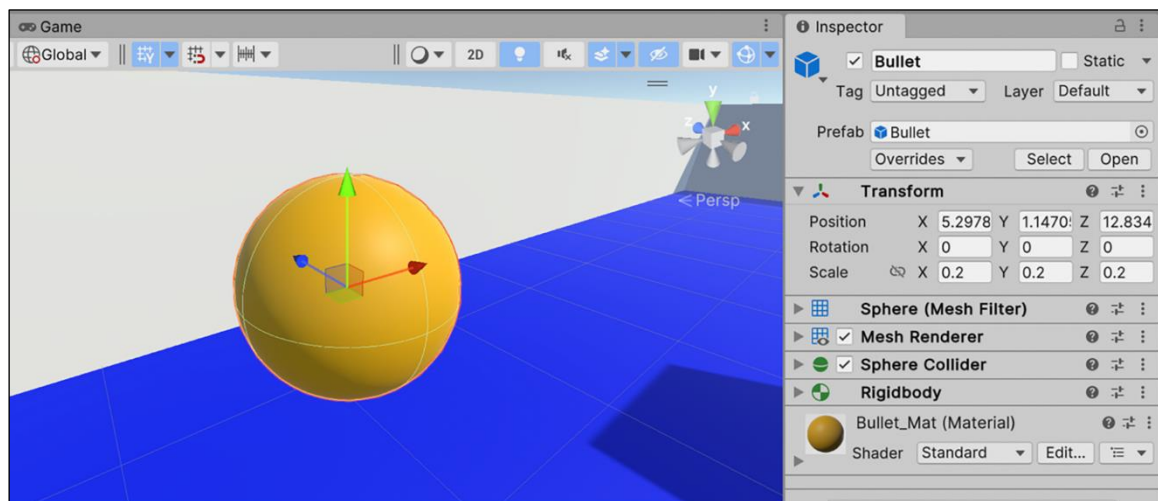 Game
Global
2D
y
z
x
Persp
Inspector
Bullet
Static
Tag Untagged Layer Default
Prefab Bullet
Overrides Select Open
Transform
Position X 5.2978 Y 1.1470 Z 12.834
Rotation X 0 Y 0 Z 0
Scale X 0.2 Y 0.2 Z 0.2
Sphere (Mesh Filter)
Mesh Renderer
Sphere Collider
Rigidbody
Bullet_Mat (Material)
Shader Standard Edit...